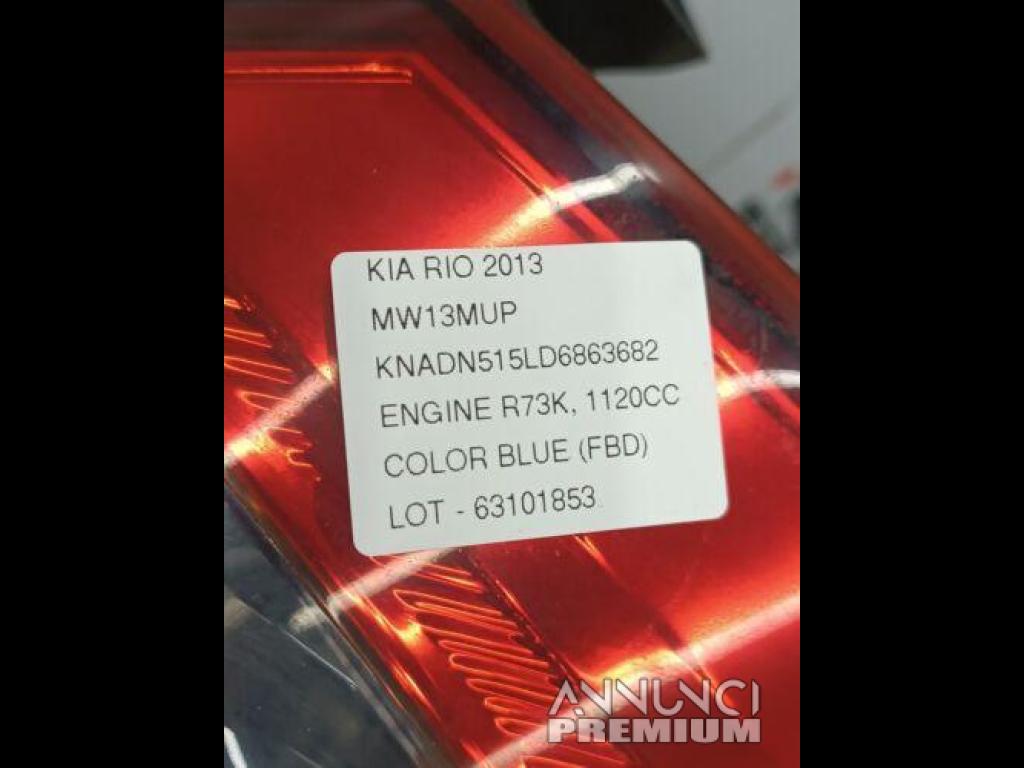 KIA RIO 2013
MW13MUP
KNADN515LD6863682
ENGINE R73K, 1120CC
COLOR BLUE (FBD)
LOT - 63101853
ANNUNCI
PREMIUM